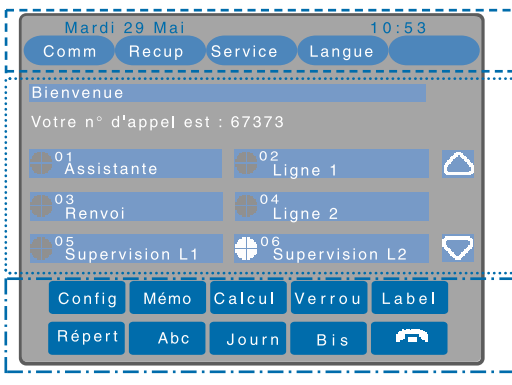 Mardi 29 Mai 10:53
Comm Recup Service Langue
Bienvenue
Votre n° d'appel est : 67373
01 Assistante 02 Ligne 1
03 Renvoi 04 Ligne 2
05 Supervision L1 06 Supervision L2
Config Mémo Calcul Verrou Label
Répert Abc Journ Bis